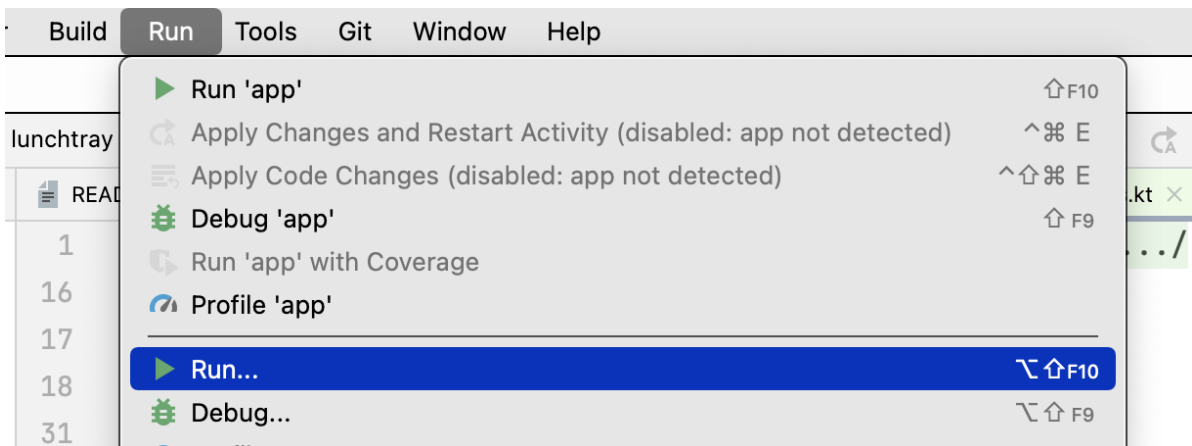 Build Run Tools Git Window Help
Run 'app' ⇧F10
lunchtray Apply Changes and Restart Activity (disabled: app not detected) ^⌘ E
Apply Code Changes (disabled: app not detected) ^⇧⌘ E
READ .kt
Debug 'app' ⇧ F9
1 .../
Run 'app' with Coverage
16 Profile 'app'
17
Run... ⌥⇧F10
18
Debug... ⌥⇧ F9
31